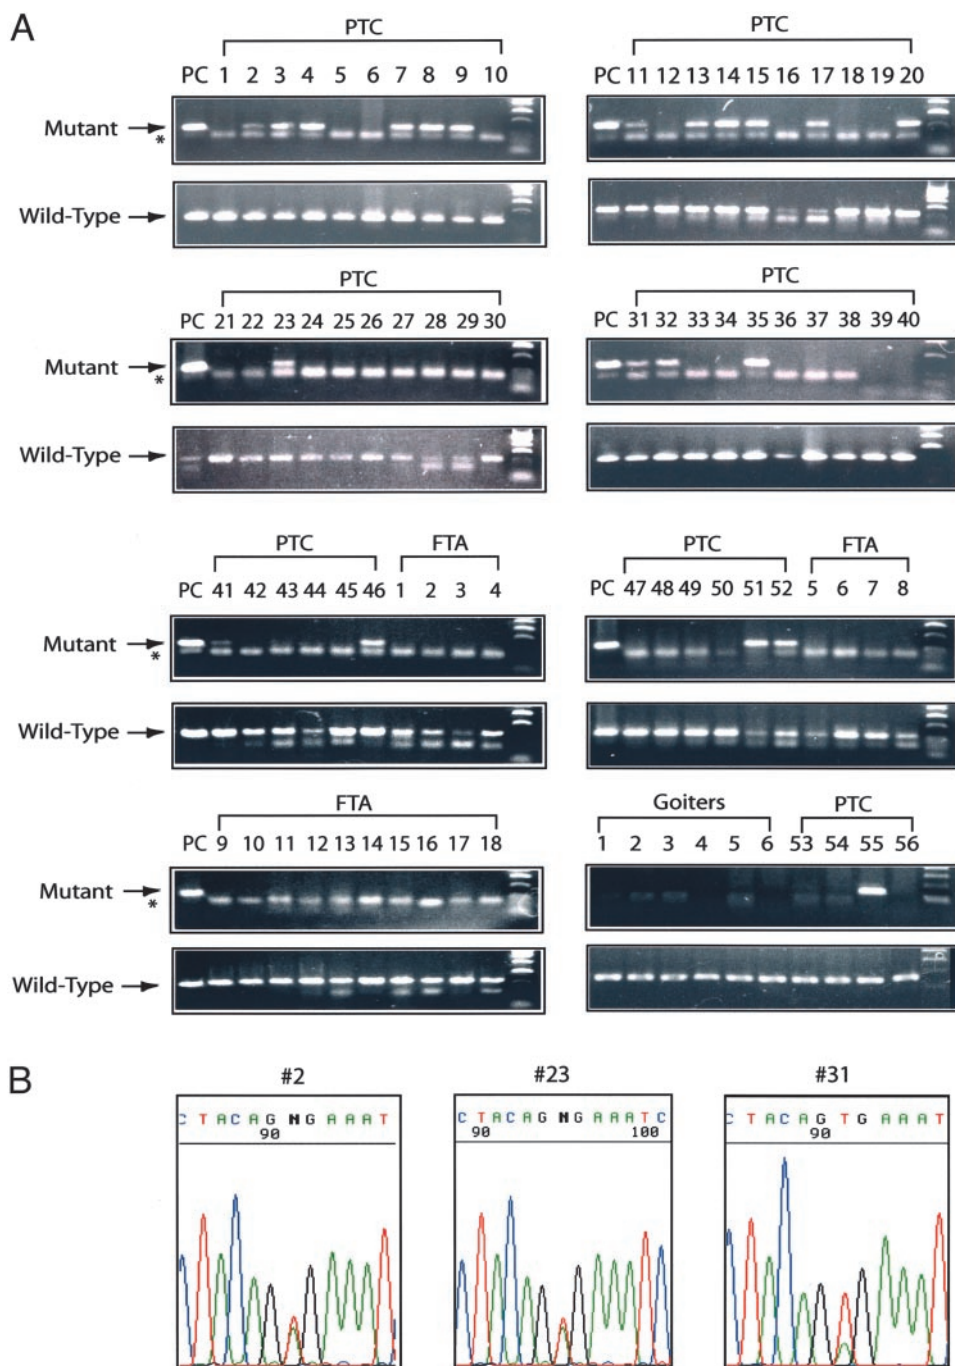 A
PTC PTC
PC 1 2 3 4 5 6 7 8 9 10 PC 11 12 13 14 15 16 17 18 19 20
Mutant
*
Wild-Type
PTC PTC
PC 21 22 23 24 25 26 27 28 29 30 PC 31 32 33 34 35 36 37 38 39 40
Mutant
*
Wild-Type
PTC FTA PTC FTA
PC 41 42 43 44 45 46 1 2 3 4 PC 47 48 49 50 51 52 5 6 7 8
Mutant
*
Wild-Type
FTA Goiters PTC
PC 9 10 11 12 13 14 15 16 17 18 1 2 3 4 5 6 53 54 55 56
Mutant
*
Wild-Type
B
#2 #23 #31
C T A C A G N G A A A T C T A C A G N G A A A T C C T A C A G T G A A A T
90 90 100 90